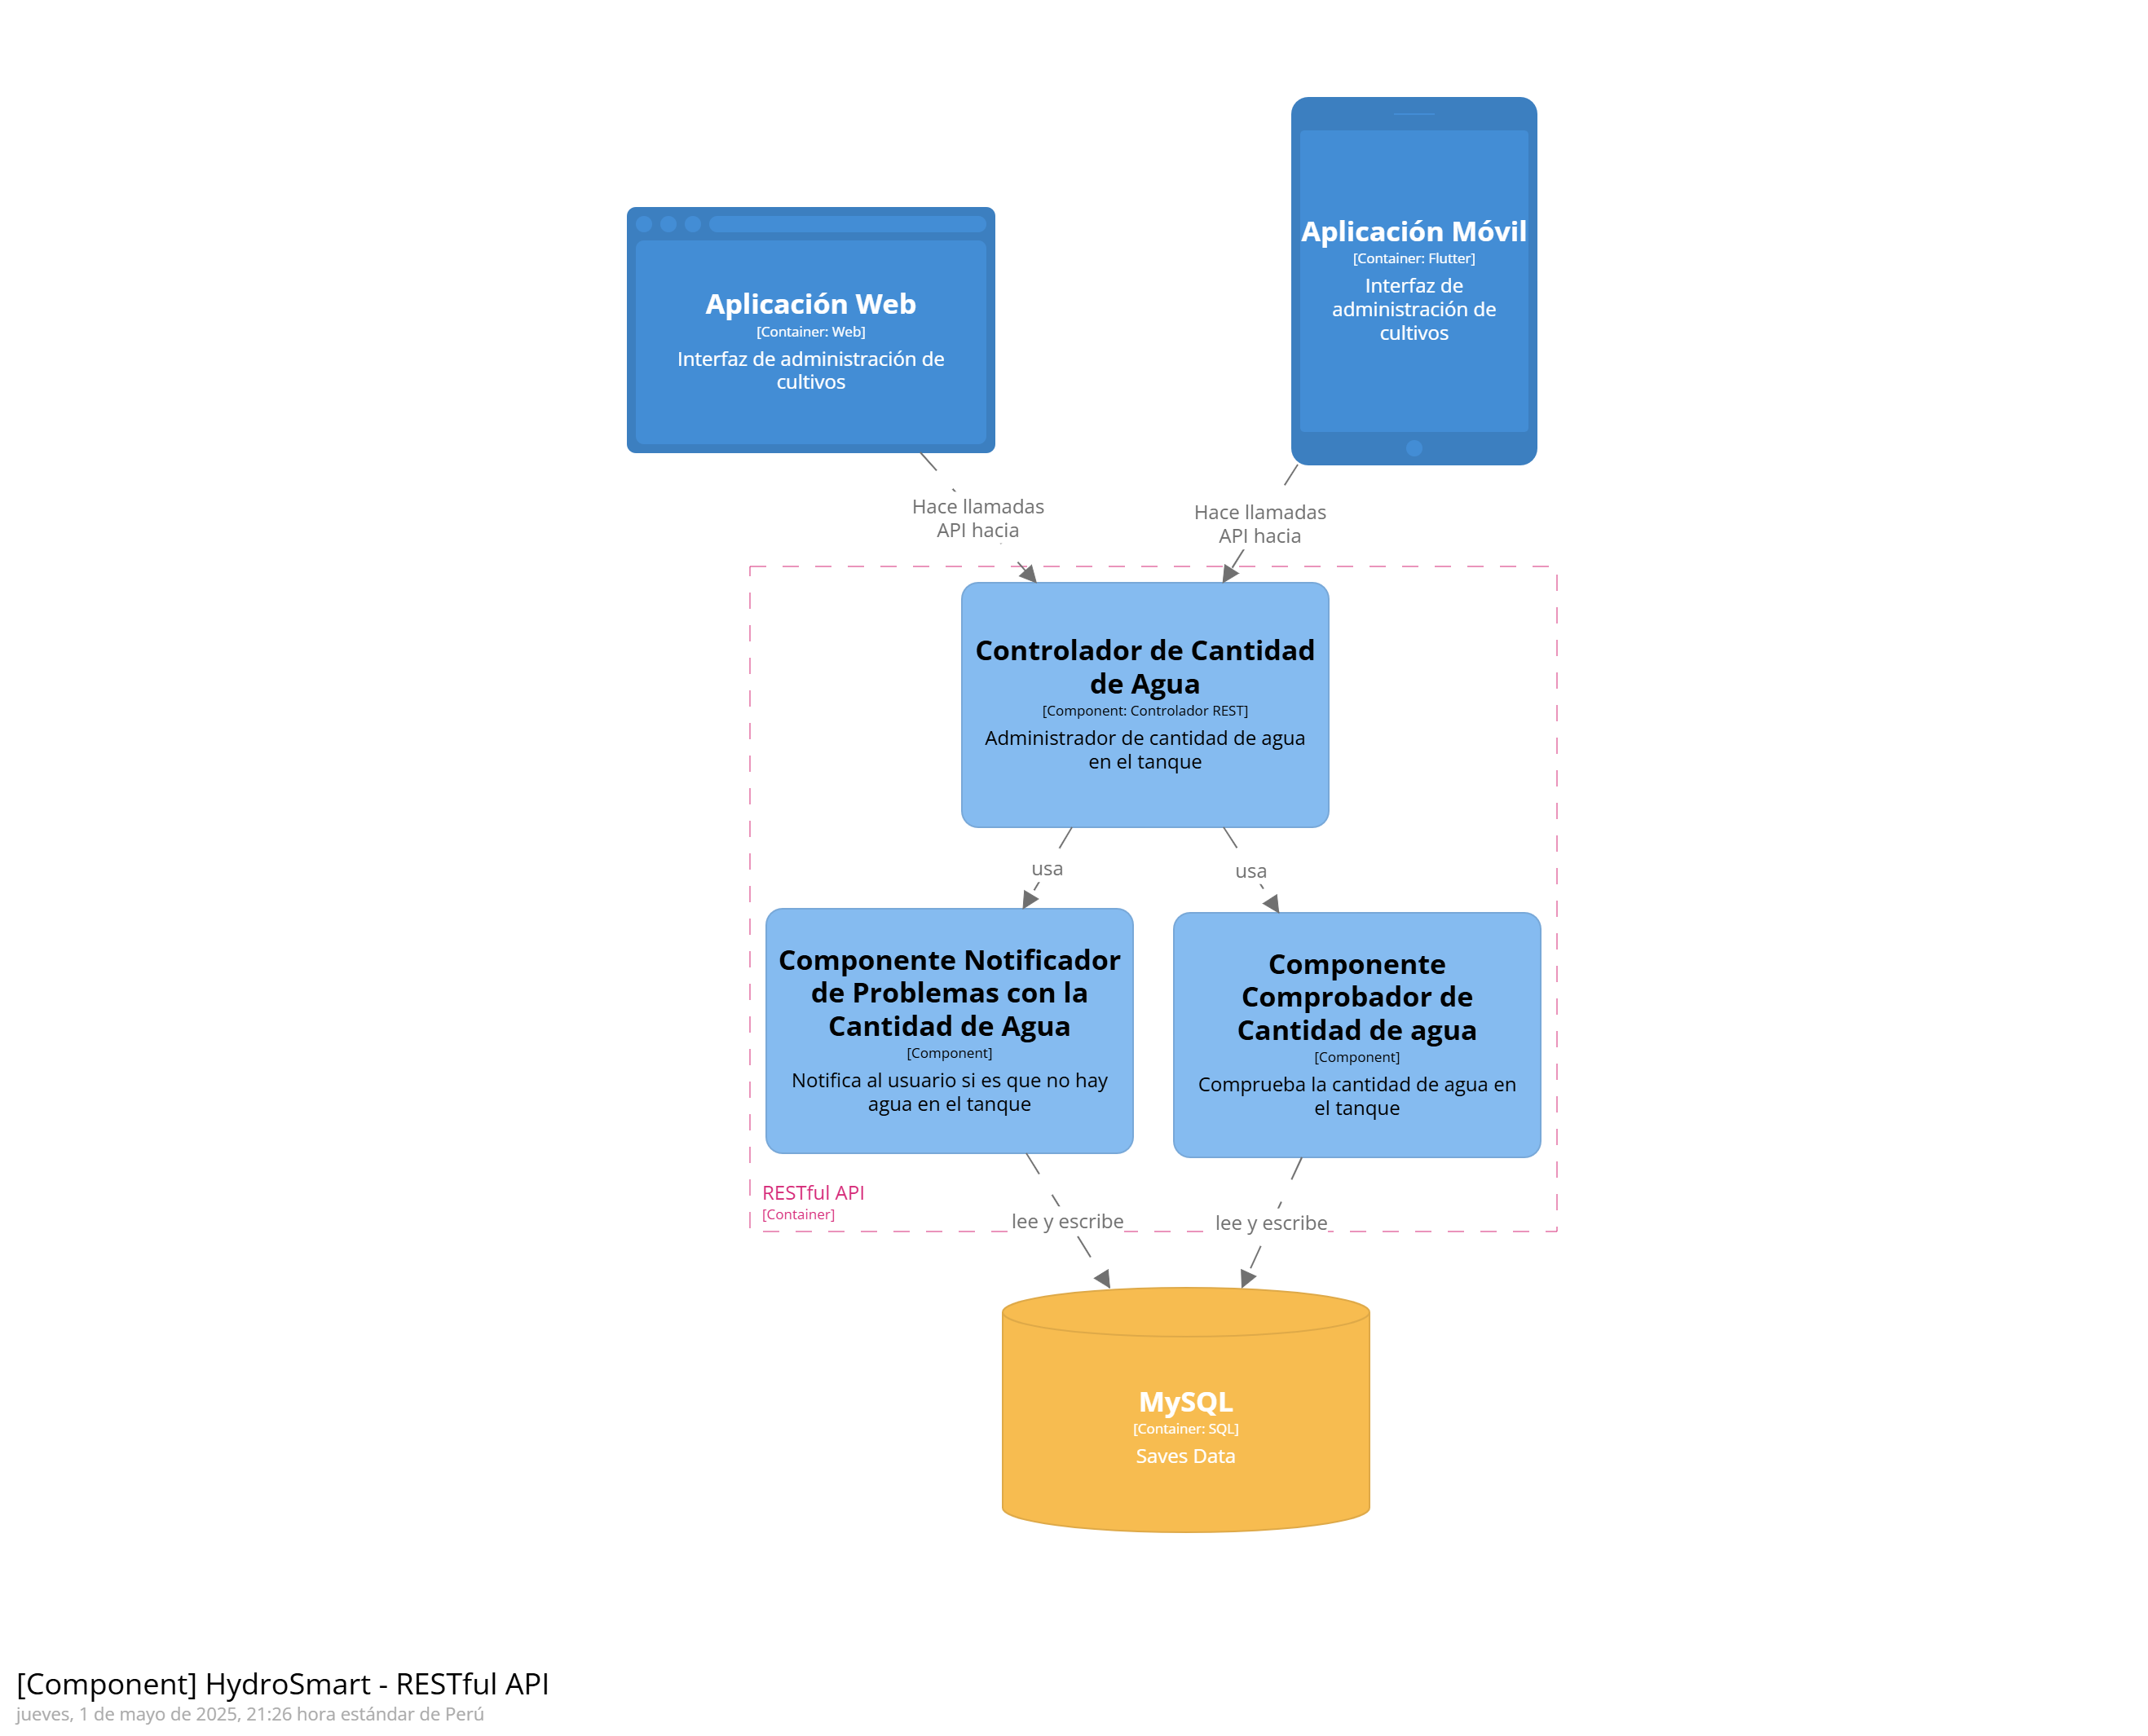 Aplicación Web
[Container: Web]
Interfaz de administración de
cultivos
Aplicación Móvil
[Container: Flutter]
Interfaz de
administración de
cultivos
Hace llamadas
API hacia
Hace llamadas
API hacia
Controlador de Cantidad
de Agua
[Component: Controlador REST]
Administrador de cantidad de agua
en el tanque
usa
usa
Componente Notificador
de Problemas con la
Cantidad de Agua
[Component]
Notifica al usuario si es que no hay
agua en el tanque
Componente
Comprobador de
Cantidad de agua
[Component]
Comprueba la cantidad de agua en
el tanque
RESTful API
[Container]
lee y escribe
lee y escribe
MySQL
[Container: SQL]
Saves Data
[Component] HydroSmart - RESTful API
jueves, 1 de mayo de 2025, 21:26 hora estándar de Perú